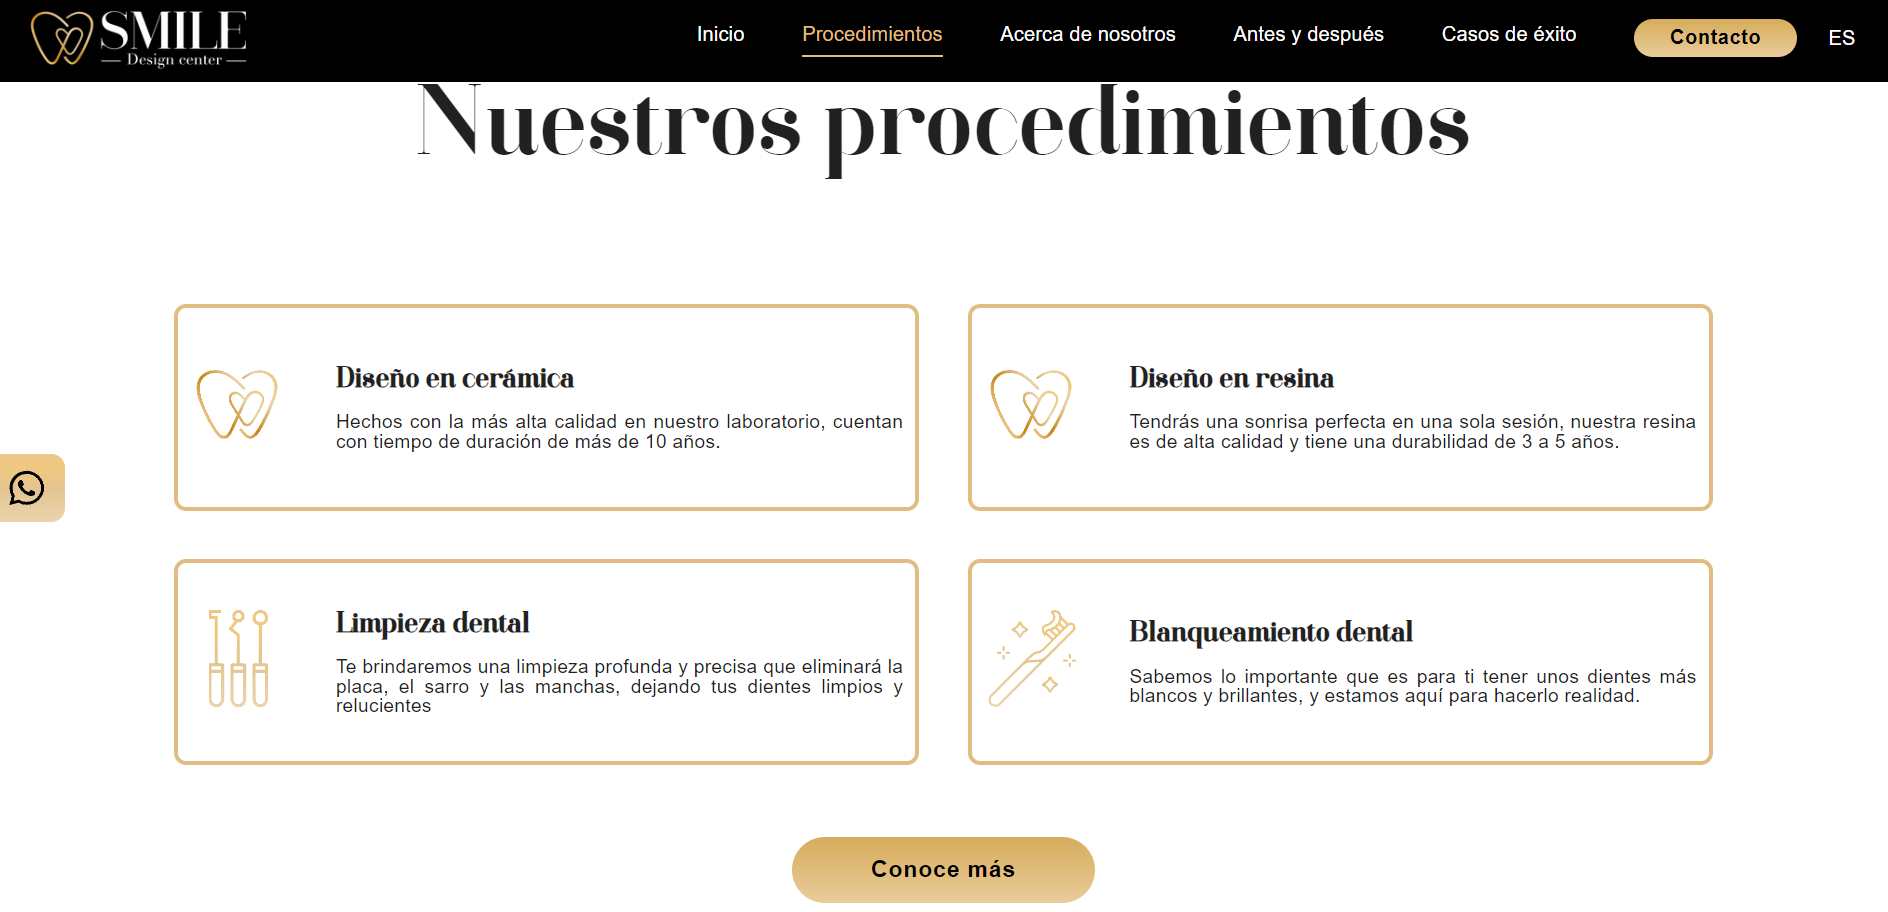 SMILE
Design center
Inicio
Procedimientos
Acerca de nosotros
Antes y después
Casos de éxito
Contacto
ES
Nuestros procedimientos
Diseño en cerámica
Hechos con la más alta calidad en nuestro laboratorio, cuentan
con tiempo de duración de más de 10 años.
Diseño en resina
Tendrás una sonrisa perfecta en una sola sesión, nuestra resina
es de alta calidad y tiene una durabilidad de 3 a 5 años.
Limpieza dental
Te brindaremos una limpieza profunda y precisa que eliminará la
placa, el sarro y las manchas, dejando tus dientes limpios y
relucientes
Blanqueamiento dental
Sabemos lo importante que es para ti tener unos dientes más
blancos y brillantes, y estamos aquí para hacerlo realidad.
Conoce más